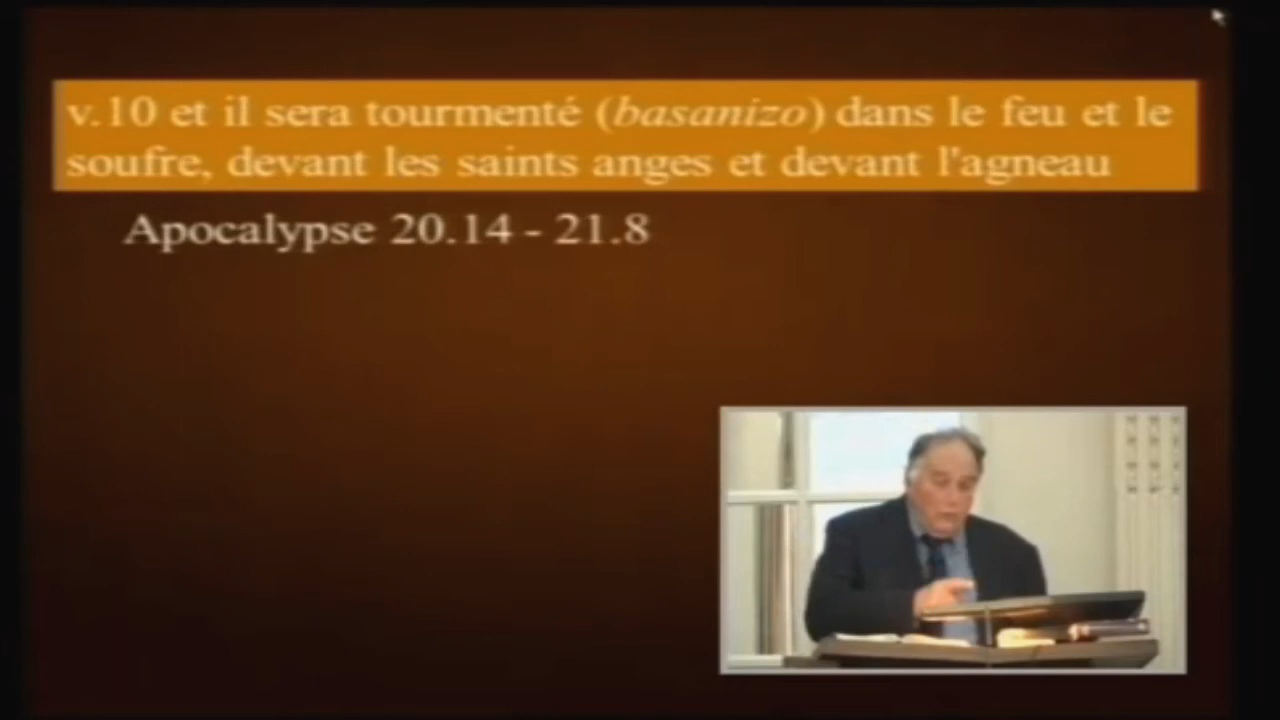 v.10 et il sera tourmenté (basanizo) dans le feu et le
soufre, devant les saints anges et devant l'agneau
Apocalypse 20.14 - 21.8